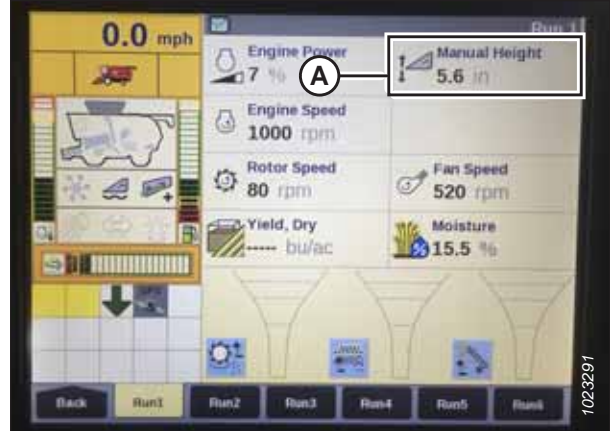 0.0 mph
Run 1
Engine Power
7 %
A
Manual Height
5.6 in
Engine Speed
1000 rpm
Rotor Speed
80 rpm
Fan Speed
520 rpm
Yield, Dry
----- bu/ac
Moisture
15.5 %
Back
Run1
Run2
Run3
Run4
Run5
Run6
1023291